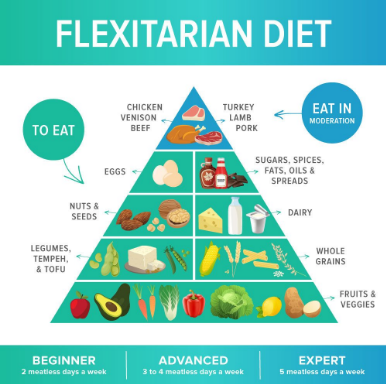 FLEXITARIAN DIET
TO EAT
CHICKEN
VENISON
BEEF
TURKEY
LAMB
PORK
EAT IN
MODERATION
EGGS
SUGARS, SPICES,
FATS, OILS &
SPREADS
NUTS &
SEEDS
DAIRY
LEGUMES,
TEMPEH,
& TOFU
WHOLE
GRAINS
FRUITS &
VEGGIES
BEGINNER
2 meatless days a week
ADVANCED
3 to 4 meatless days a week
EXPERT
5 meatless days a week